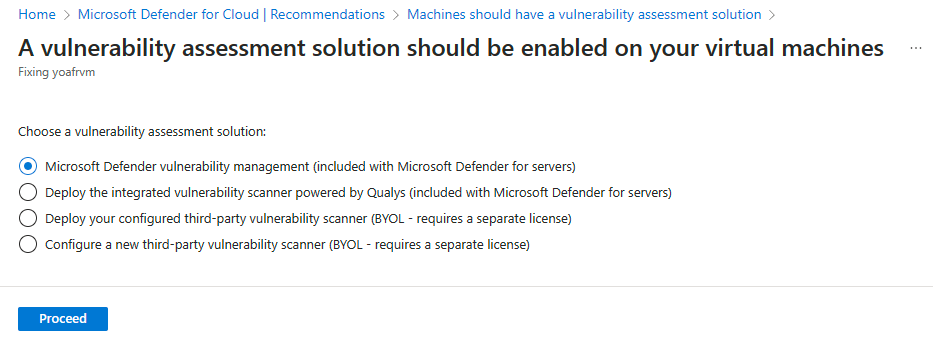 Home > Microsoft Defender for Cloud | Recommendations > Machines should have a vulnerability assessment solution >
A vulnerability assessment solution should be enabled on your virtual machines ...
Fixing yoafrvm
Choose a vulnerability assessment solution:
Microsoft Defender vulnerability management (included with Microsoft Defender for servers)
Deploy the integrated vulnerability scanner powered by Qualys (included with Microsoft Defender for servers)
Deploy your configured third-party vulnerability scanner (BYOL - requires a separate license)
Configure a new third-party vulnerability scanner (BYOL - requires a separate license)
Proceed